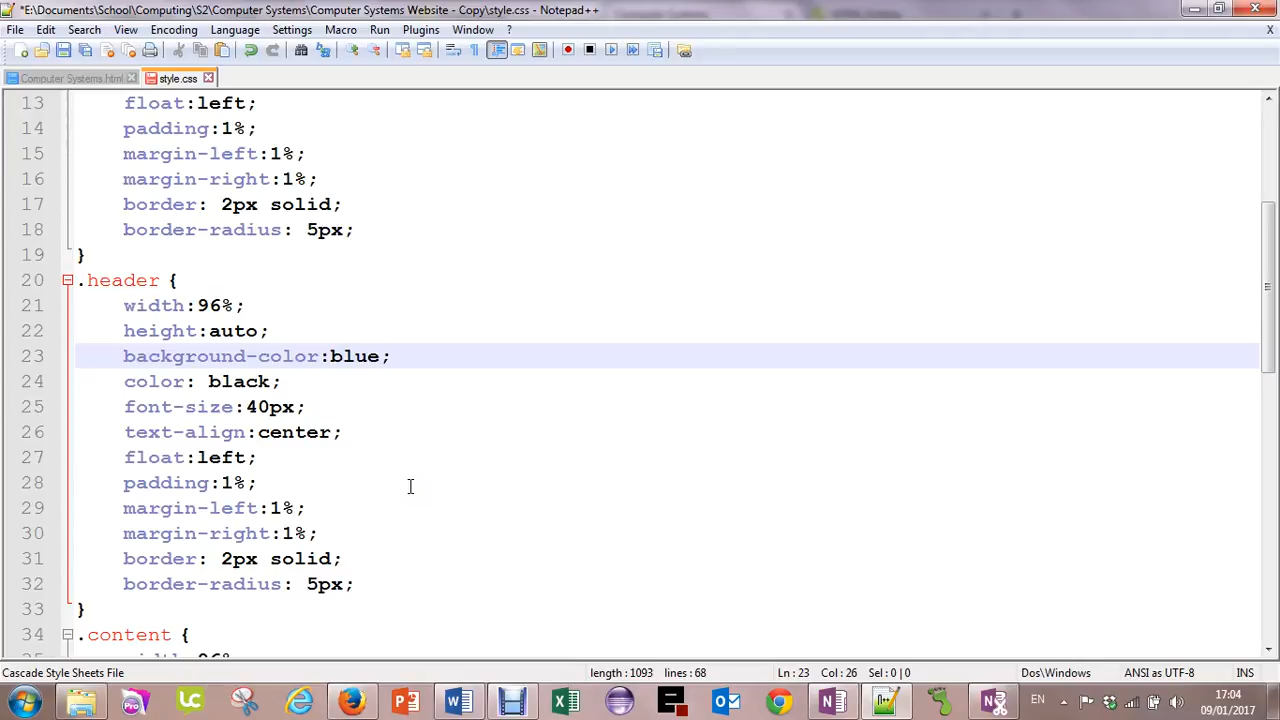 *E:\Documents\School\Computing\S2\Computer Systems\Computer Systems Website - Copy\style.css - Notepad++
File Edit Search View Encoding Language Settings Macro Run Plugins Window ? X
Computer Systems.html style.css
13 float:left;
14 padding:1%;
15 margin-left:1%;
16 margin-right:1%;
17 border: 2px solid;
18 border-radius: 5px;
19 }
20 .header {
21 width:96%;
22 height:auto;
23 background-color:blue;
24 color: black;
25 font-size:40px;
26 text-align:center;
27 float:left;
28 padding:1%;
29 margin-left:1%;
30 margin-right:1%;
31 border: 2px solid;
32 border-radius: 5px;
33 }
34 .content {
Cascade Style Sheets File length : 1093 lines : 68 Ln : 23 Col : 26 Sel : 0 | 0 Dos\Windows ANSI as UTF-8 INS
EN 17:04
09/01/2017